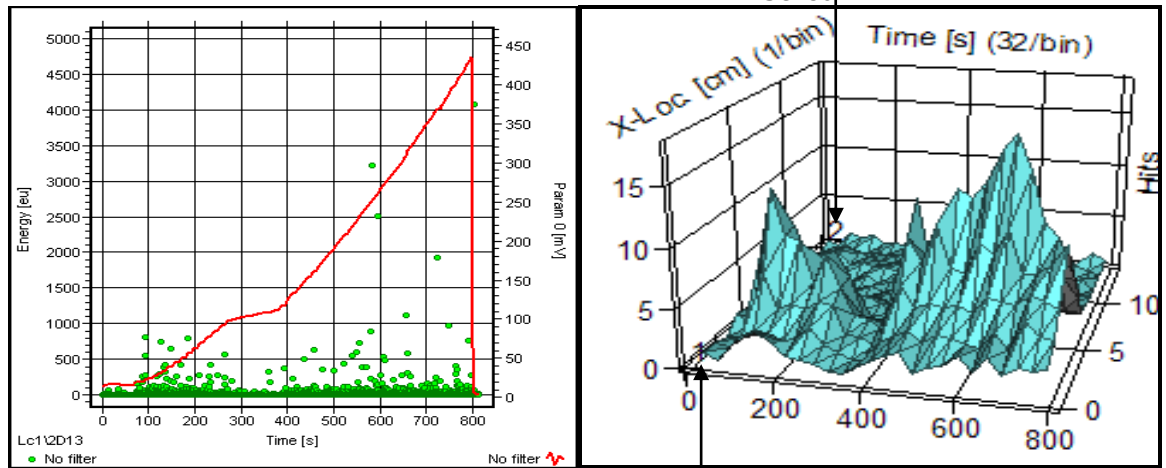 5000
4500
4000
3500
3000
2500
2000
1500
1000
500
0
Energy [eu]
450
400
350
300
250
200
150
100
50
0
Param 0 [mV]
0 100 200 300 400 500 600 700 800
Time [s]
Lc1\2D13
No filter
No filter
X-Loc. [cm] (1/bin)
Time [s] (32/bin)
Hits
15
10
5
0
2
1
10
5
0
0 200 400 600 800